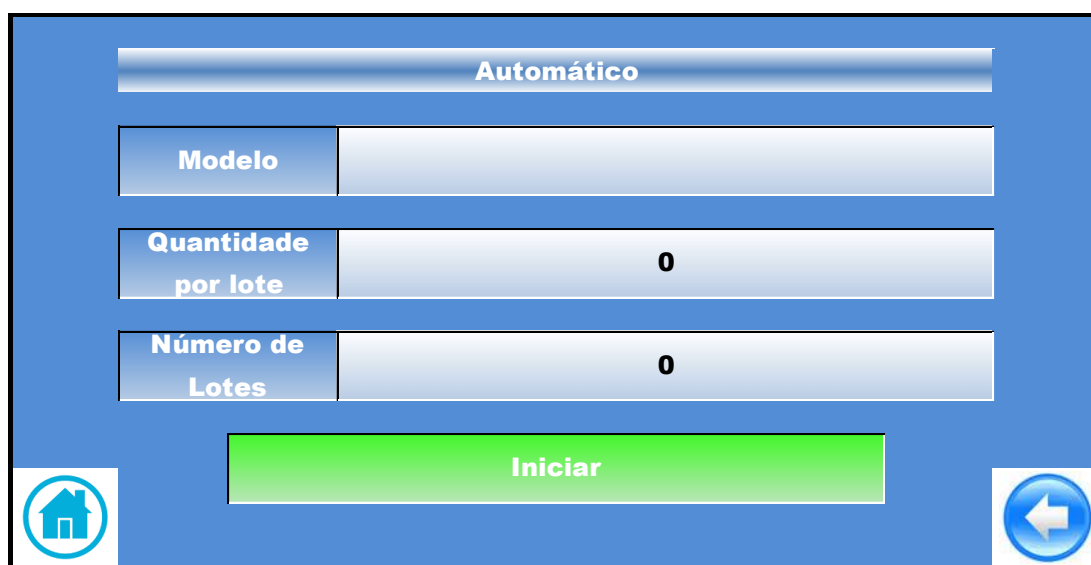 Automático
Modelo
Quantidade
por lote
0
Número de
Lotes
0
Iniciar